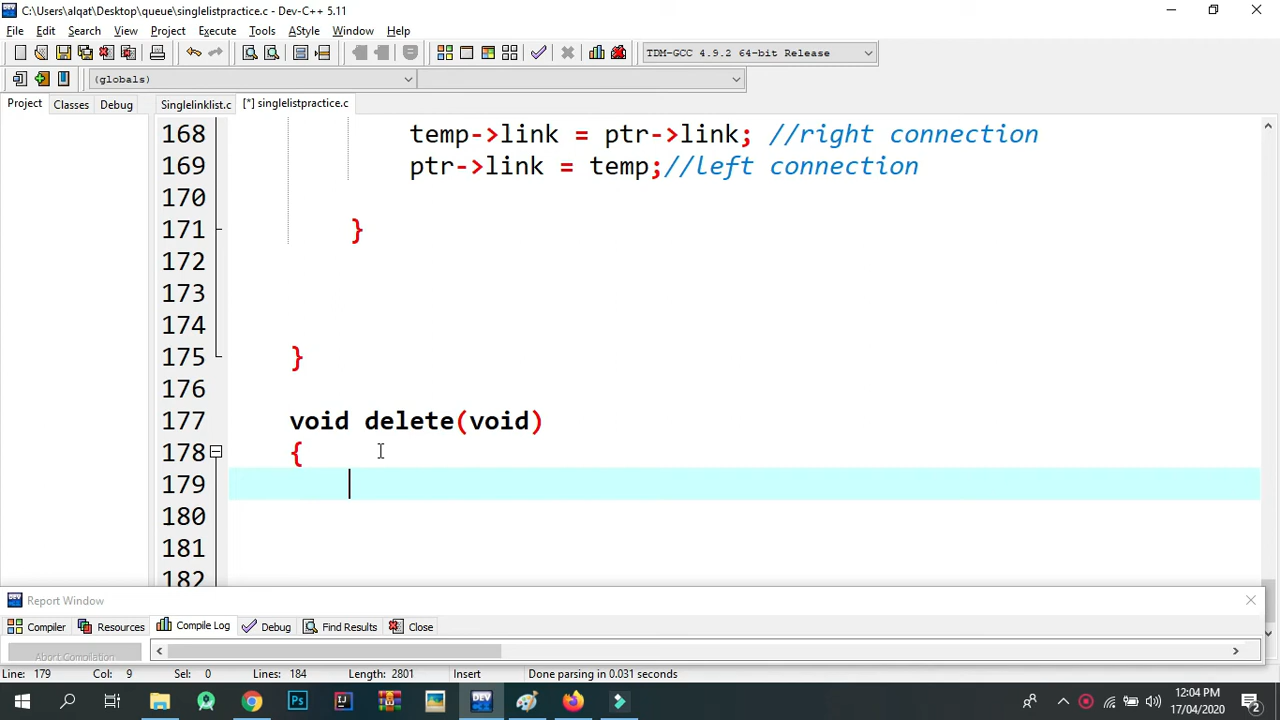 C:\Users\alqat\Desktop\queue\singlelistpractice.c - Dev-C++ 5.11
File Edit Search View Project Execute Tools AStyle Window Help
TDM-GCC 4.9.2 64-bit Release
(globals)
Project Classes Debug Singlelinklist.c [*] singlelistpractice.c
168 temp->link = ptr->link; //right connection
169 ptr->link = temp;//left connection
170
171 }
172
173
174
175 }
176
177 void delete(void)
178 {
179
180
181
182
Report Window
Compiler Resources Compile Log Debug Find Results Close
Abort Compilation
Line: 179 Col: 9 Sel: 0 Lines: 184 Length: 2801 Insert Done parsing in 0.031 seconds
Ps DEV
12:04 PM
17/04/2020
2